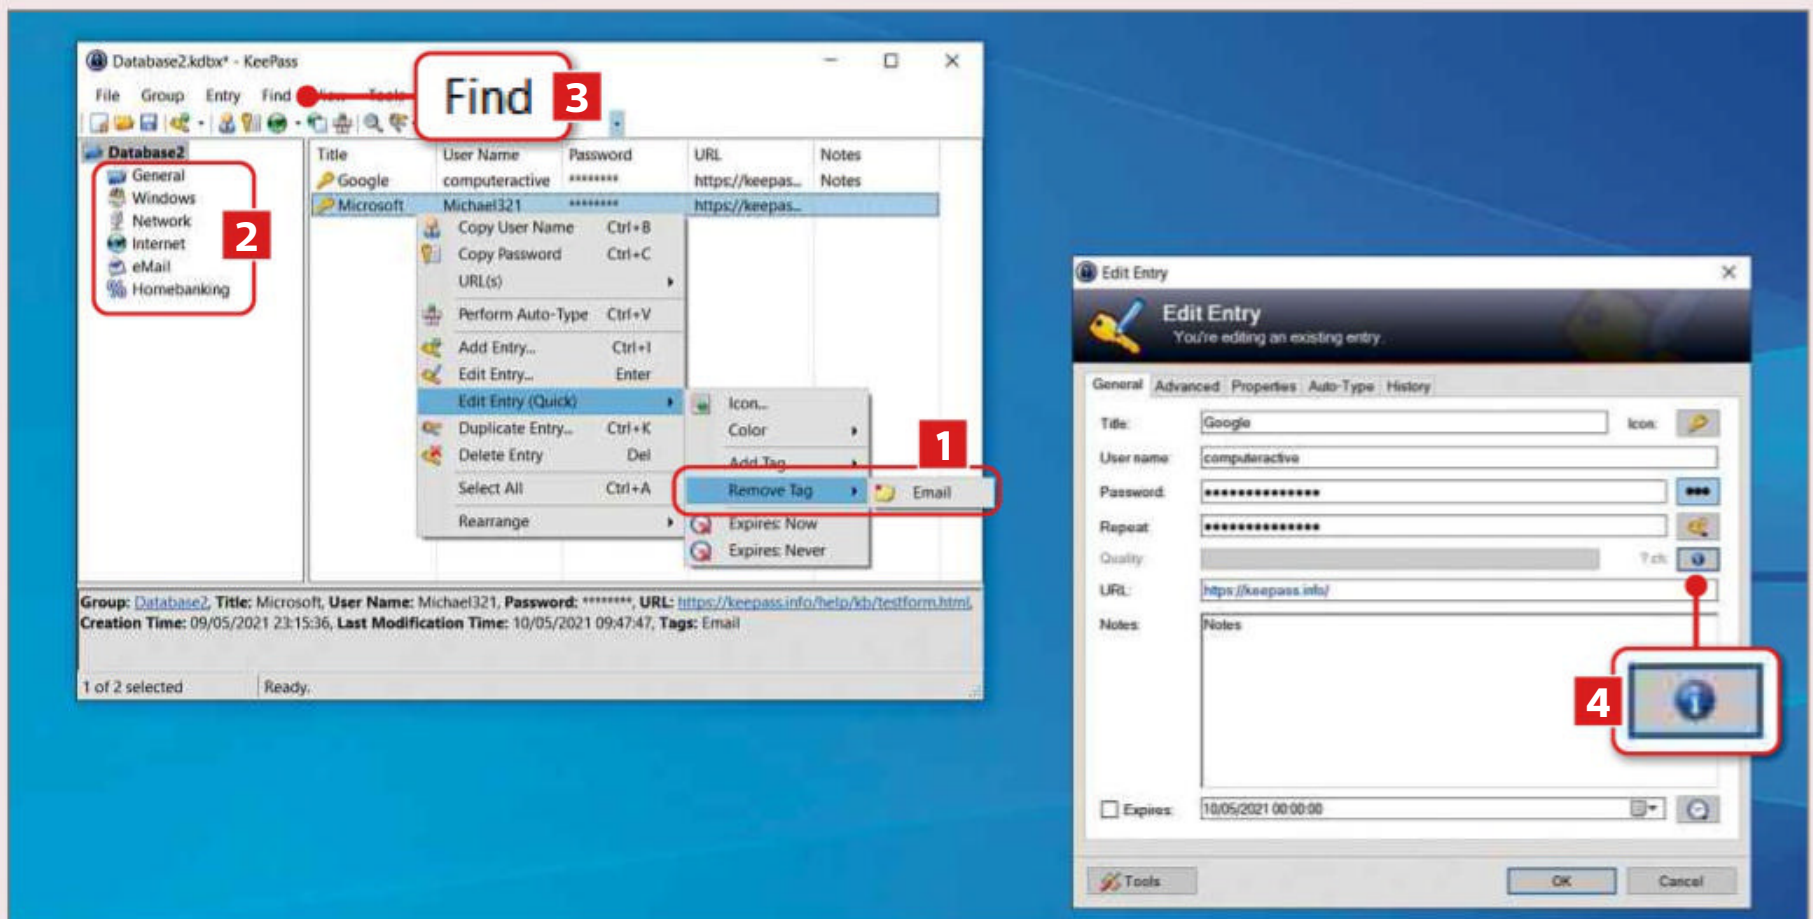 Database2.kdbx* - KeePass
File Group Entry Find View Tools
Find
3
Database2
General
Windows
Network
Internet
eMail
Homebanking
2
Title User Name Password URL Notes
Google computeractive ******** https://keepas... Notes
Microsoft Michael321 ******** https://keepas...
Copy User Name Ctrl+B
Copy Password Ctrl+C
URL(s)
Perform Auto-Type Ctrl+V
Add Entry... Ctrl+I
Edit Entry... Enter
Edit Entry (Quick)
Duplicate Entry... Ctrl+K
Delete Entry Del
Select All Ctrl+A
Rearrange
Icon...
Color
Add Tag
Remove Tag
Expires: Now
Expires: Never
Email
1
Group: Database2, Title: Microsoft, User Name: Michael321, Password: ********, URL: https://keepass.info/help/kb/testform.html,
Creation Time: 09/05/2021 23:15:36, Last Modification Time: 10/05/2021 09:47:47, Tags: Email
1 of 2 selected Ready.
Edit Entry
Edit Entry
You're editing an existing entry.
General Advanced Properties Auto-Type History
Title: Google Icon:
User name: computeractive
Password: ••••••••••••••
Repeat: ••••••••••••••
Quality: ? ch.
URL: https://keepass.info/
Notes: Notes
4
Expires: 10/05/2021 00:00:00
Tools OK Cancel